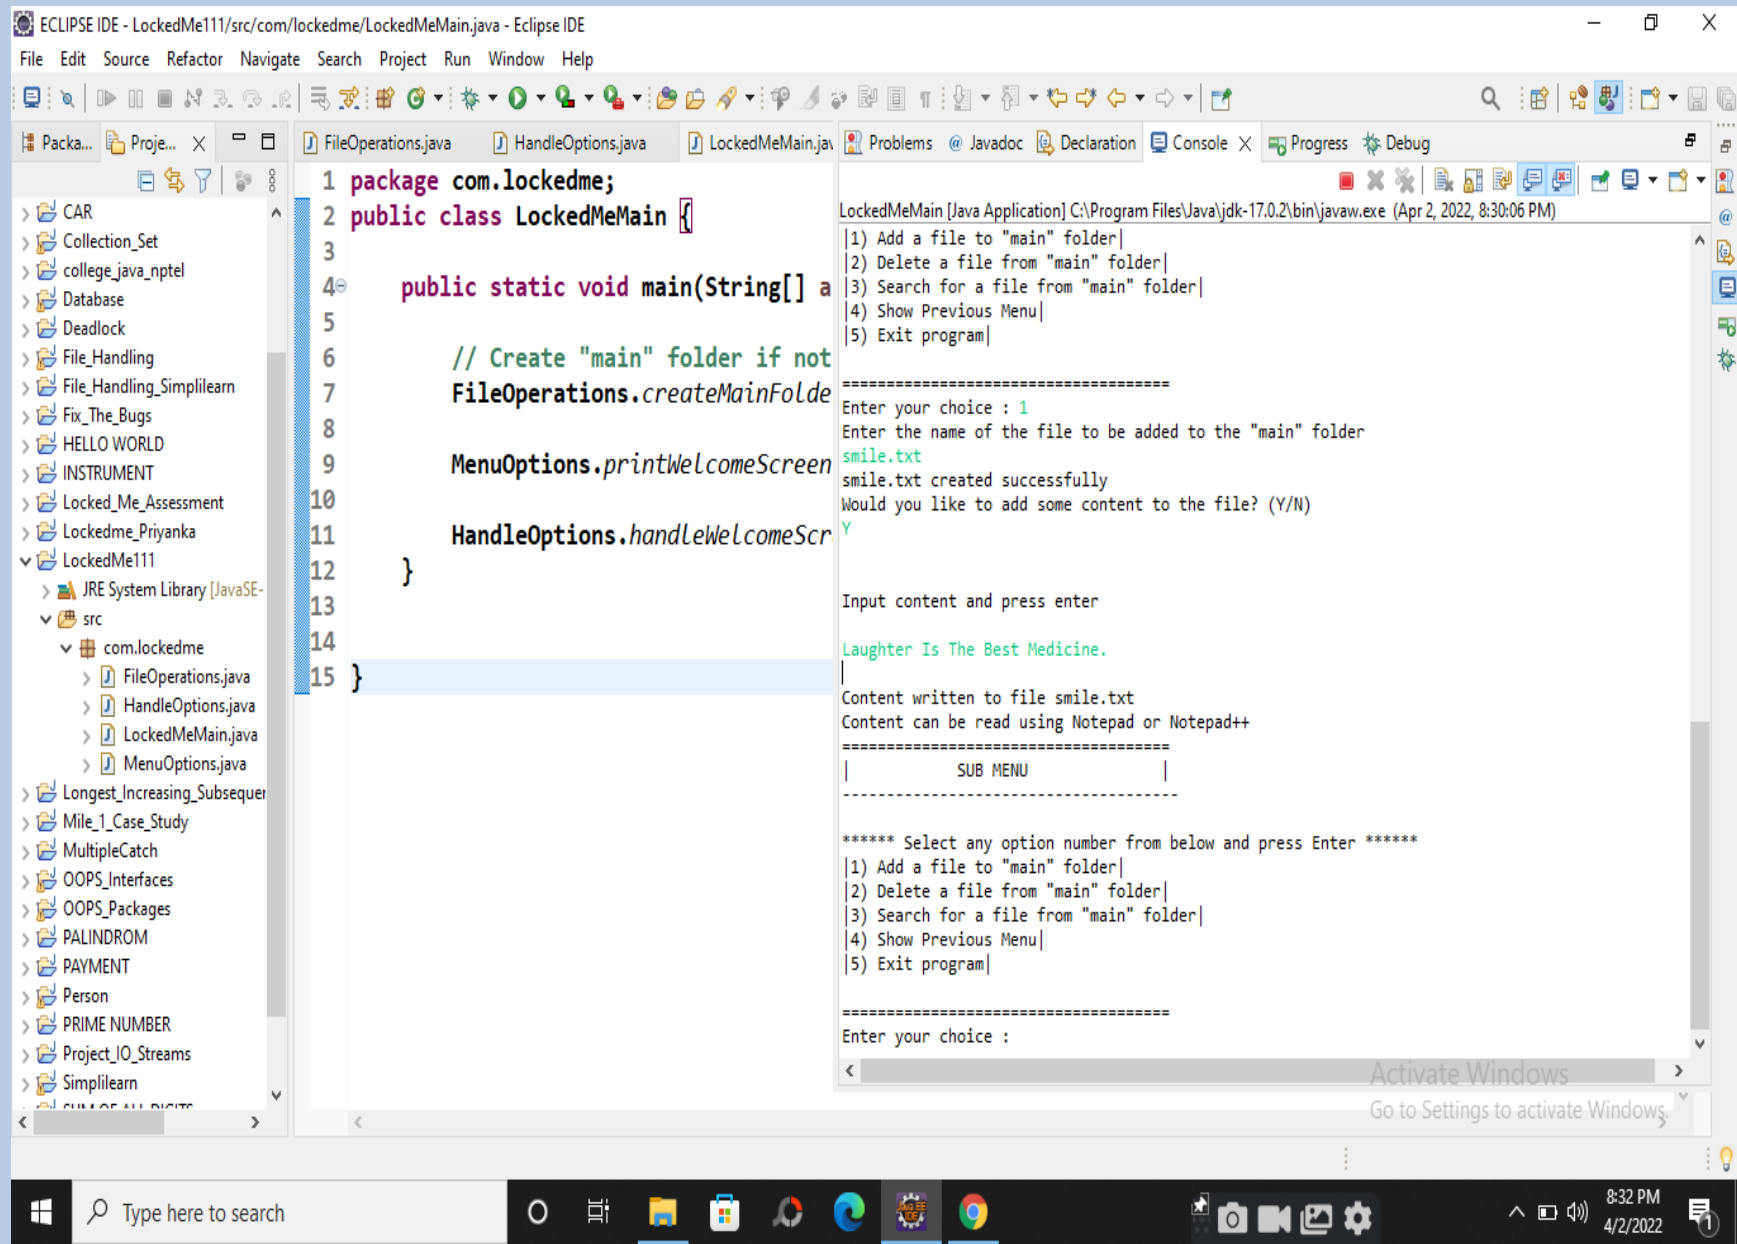 ECLIPSE IDE - LockedMe111/src/com/lockedme/LockedMeMain.java - Eclipse IDE
File Edit Source Refactor Navigate Search Project Run Window Help
Packa... Proje...
CAR
Collection_Set
college_java_nptel
Database
Deadlock
File_Handling
File_Handling_Simplilearn
Fix_The_Bugs
HELLO WORLD
INSTRUMENT
Locked_Me_Assessment
Lockedme_Priyanka
LockedMe111
JRE System Library [JavaSE-
src
com.lockedme
FileOperations.java
HandleOptions.java
LockedMeMain.java
MenuOptions.java
Longest_Increasing_Subsequer
Mile_1_Case_Study
MultipleCatch
OOPS_Interfaces
OOPS_Packages
PALINDROM
PAYMENT
Person
PRIME NUMBER
Project_IO_Streams
Simplilearn
SUM OF ALL DIGITS
FileOperations.java HandleOptions.java LockedMeMain.jav
1 package com.lockedme;
2 public class LockedMeMain {
3
4 public static void main(String[] a
5
6 // Create "main" folder if not
7 FileOperations.createMainFolde
8
9 MenuOptions.printWelcomeScreen
10
11 HandleOptions.handleWelcomeScr
12 }
13
14
15 }
Problems @ Javadoc Declaration Console Progress Debug
LockedMeMain [Java Application] C:\Program Files\Java\jdk-17.0.2\bin\javaw.exe (Apr 2, 2022, 8:30:06 PM)
|1) Add a file to "main" folder|
|2) Delete a file from "main" folder|
|3) Search for a file from "main" folder|
|4) Show Previous Menu|
|5) Exit program|
=====================================
Enter your choice : 1
Enter the name of the file to be added to the "main" folder
smile.txt
smile.txt created successfully
Would you like to add some content to the file? (Y/N)
Y
Input content and press enter
Laughter Is The Best Medicine.
Content written to file smile.txt
Content can be read using Notepad or Notepad++
=====================================
| SUB MENU |
--------------------------------------
****** Select any option number from below and press Enter ******
|1) Add a file to "main" folder|
|2) Delete a file from "main" folder|
|3) Search for a file from "main" folder|
|4) Show Previous Menu|
|5) Exit program|
=====================================
Enter your choice :
Activate Windows
Go to Settings to activate Windows.
Type here to search
8:32 PM
4/2/2022
1